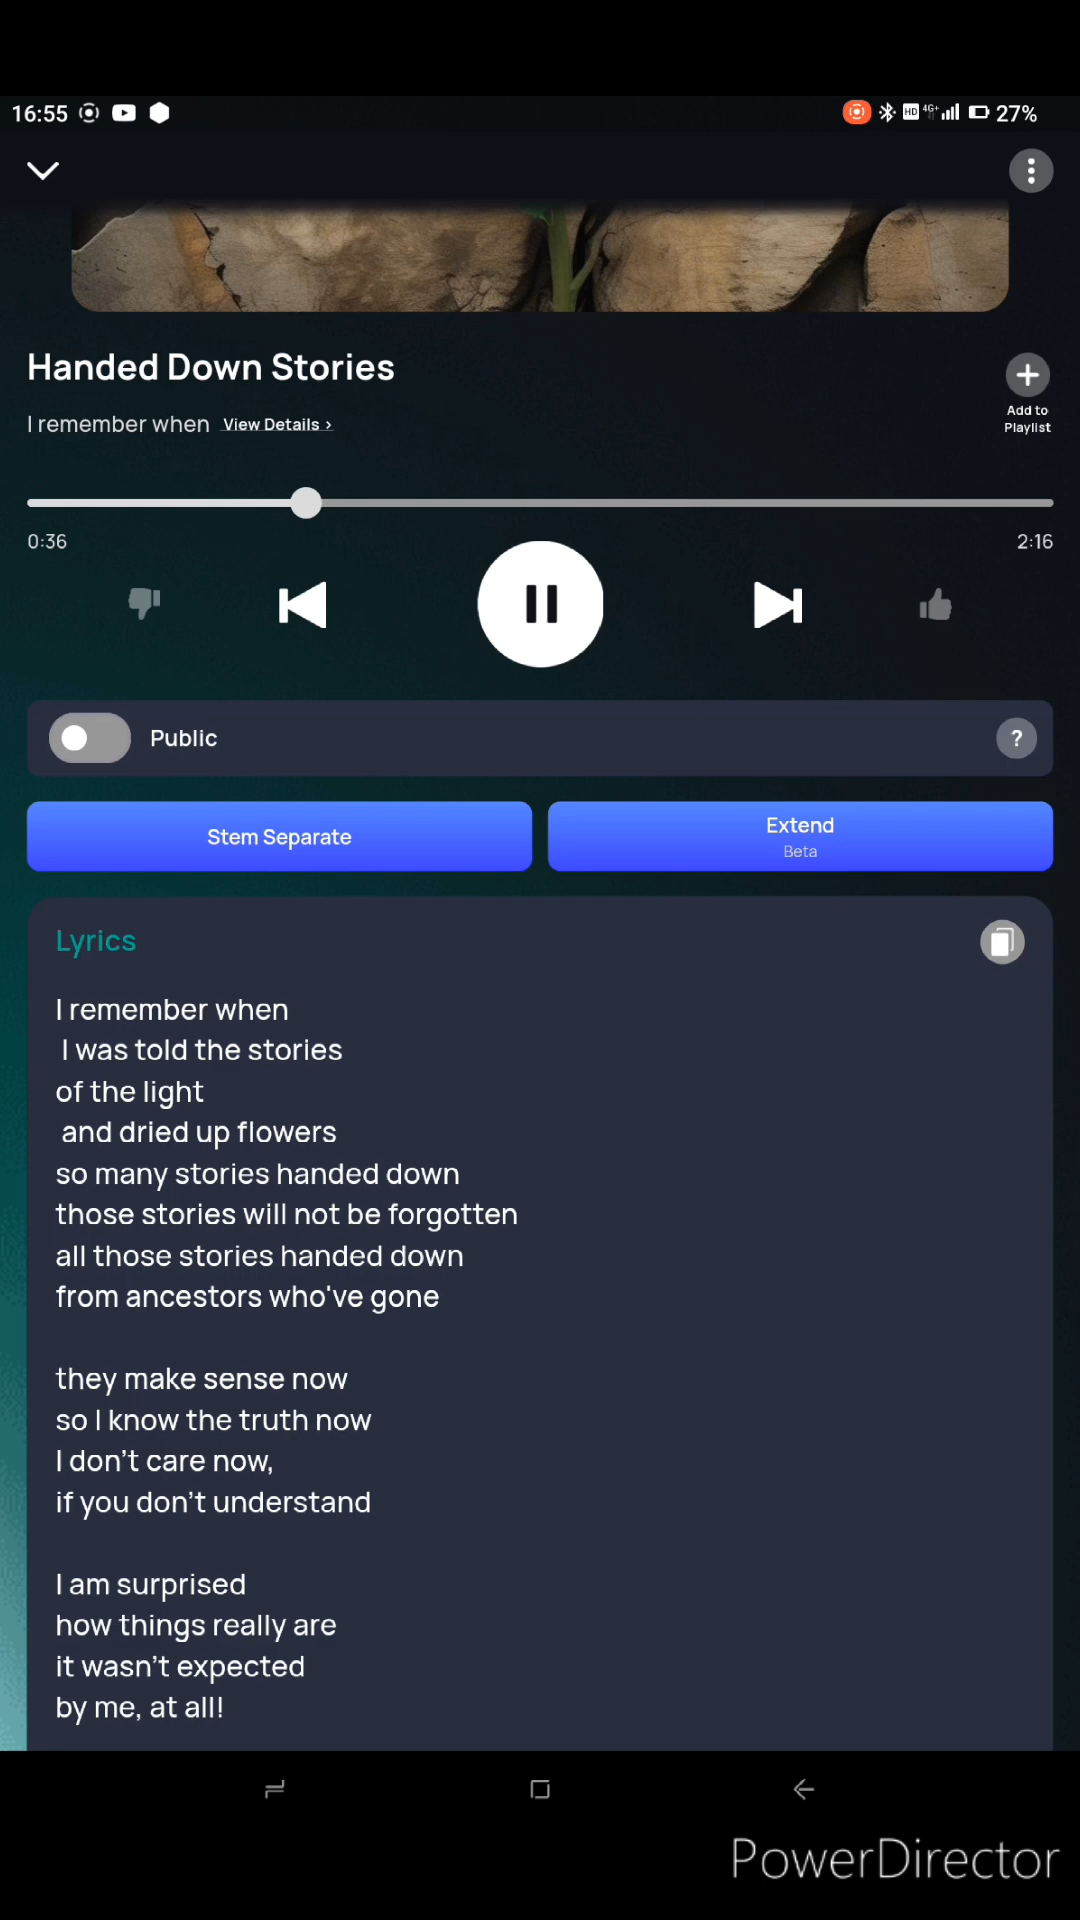 16:55
HD 4G+ 27%
Handed Down Stories
I remember when View Details >
Add to
Playlist
0:36
2:16
Public
?
Stem Separate
Extend
Beta
Lyrics
I remember when
I was told the stories
of the light
and dried up flowers
so many stories handed down
those stories will not be forgotten
all those stories handed down
from ancestors who've gone
they make sense now
so I know the truth now
I don't care now,
if you don't understand
I am surprised
how things really are
it wasn't expected
by me, at all!
PowerDirector